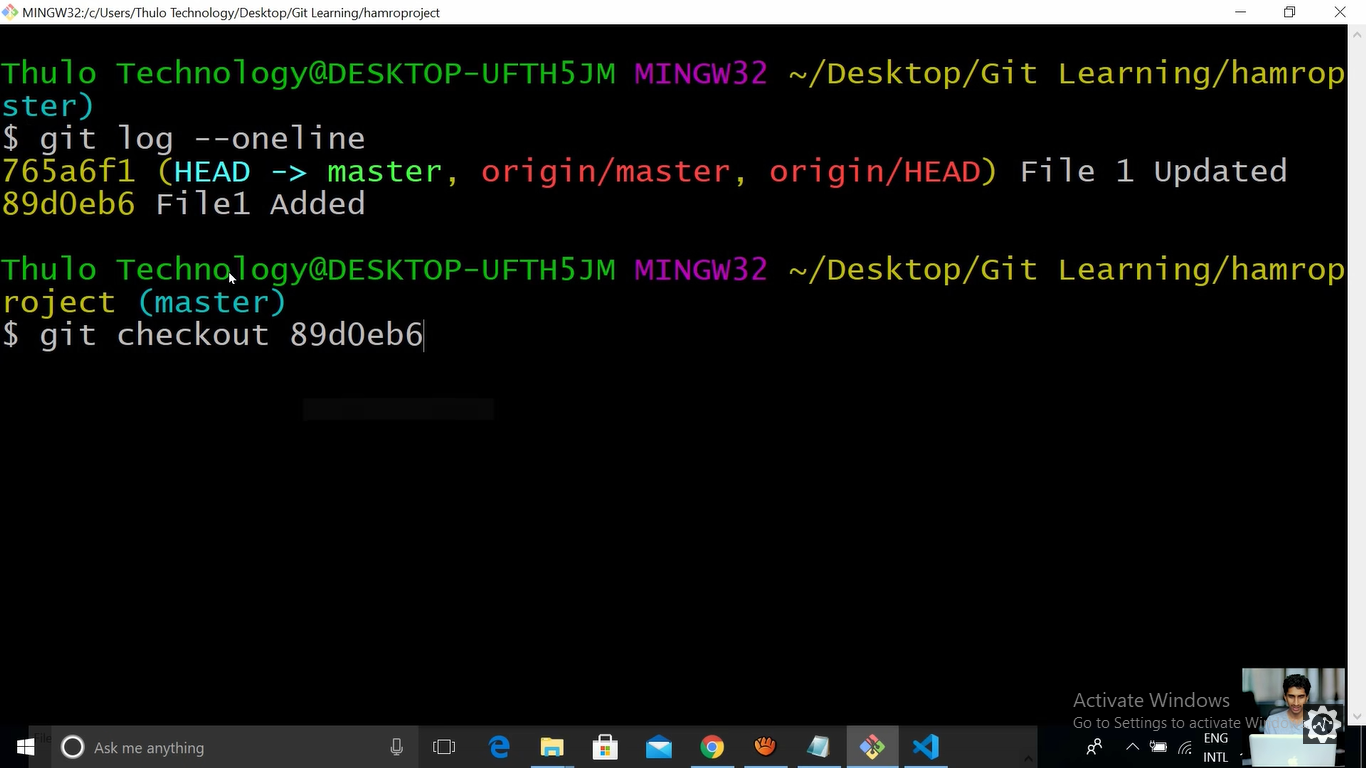 MINGW32:/c/Users/Thulo Technology/Desktop/Git Learning/hamroproject
Thulo Technology@DESKTOP-UFTH5JM MINGW32 ~/Desktop/Git Learning/hamrop
ster)
$ git log --oneline
765a6f1 (HEAD -> master, origin/master, origin/HEAD) File 1 Updated
89d0eb6 File1 Added
Thulo Technology@DESKTOP-UFTH5JM MINGW32 ~/Desktop/Git Learning/hamrop
roject (master)
$ git checkout 89d0eb6
Activate Windows
Go to Settings to activate
Ask me anything
ENG
INTL